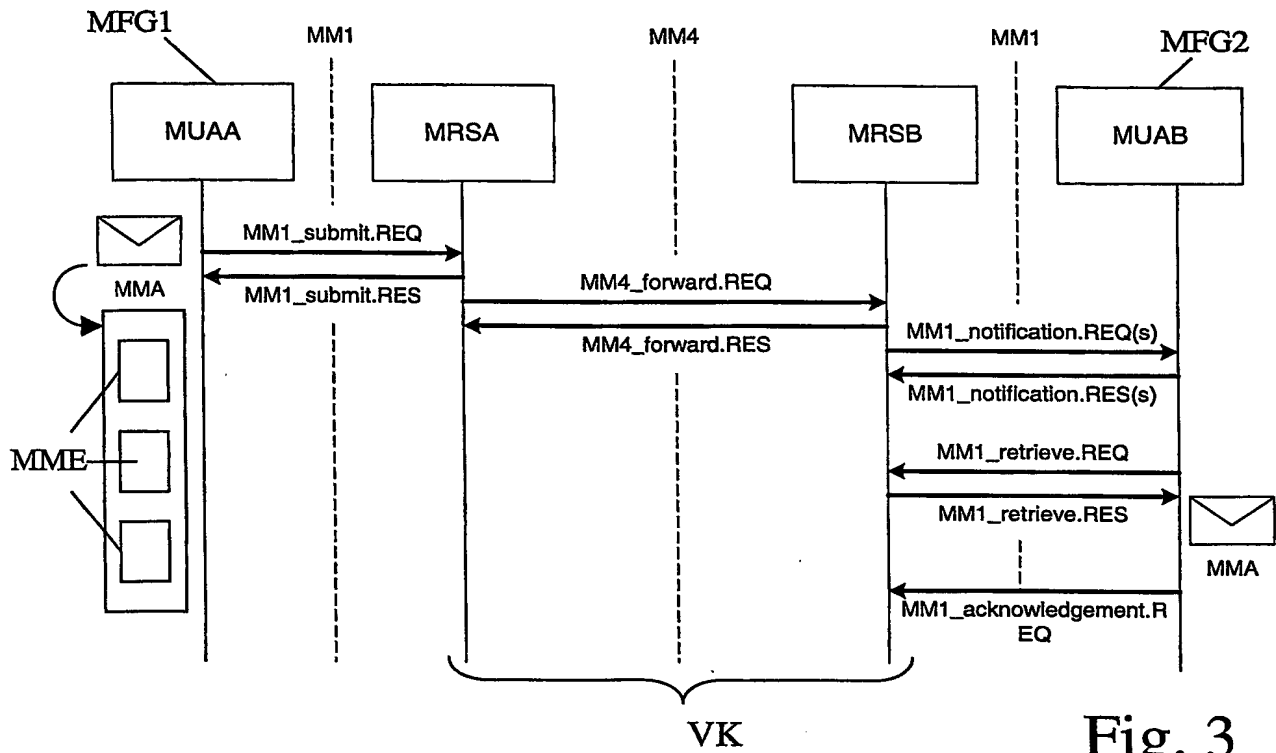 MFG1
MM1
MM4
MM1
MFG2
MUAA
MRSA
MRSB
MUAB
MM1_submit.REQ
MMA
MM1_submit.RES
MM4_forward.REQ
MM4_forward.RES
MM1_notification.REQ(s)
MM1_notification.RES(s)
MME
MM1_retrieve.REQ
MM1_retrieve.RES
MMA
MM1_acknowledgement.R
EQ
VK
Fig. 3